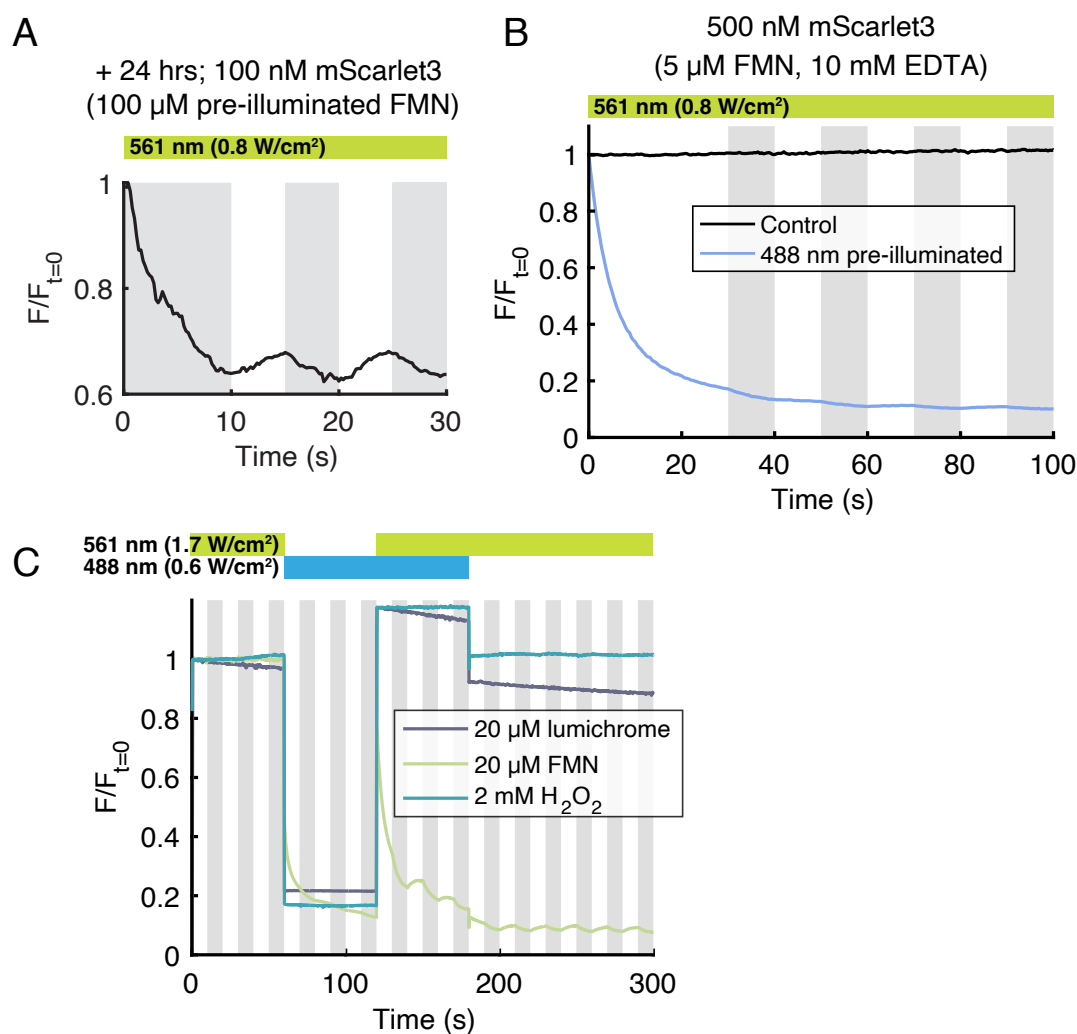 A
+ 24 hrs; 100 nM mScarlet3
(100 µM pre-illuminated FMN)
561 nm (0.8 W/cm²)
1
0.8
0.6
F/F_{t=0}
0
10
20
30
Time (s)
B
500 nM mScarlet3
(5 µM FMN, 10 mM EDTA)
561 nm (0.8 W/cm²)
1
0.8
0.6
0.4
0.2
0
F/F_{t=0}
Control
488 nm pre-illuminated
0
20
40
60
80
100
Time (s)
C
561 nm (1.7 W/cm²)
488 nm (0.6 W/cm²)
1
0.8
0.6
0.4
0.2
0
F/F_{t=0}
20 µM lumichrome
20 µM FMN
2 mM H₂O₂
0
100
200
300
Time (s)